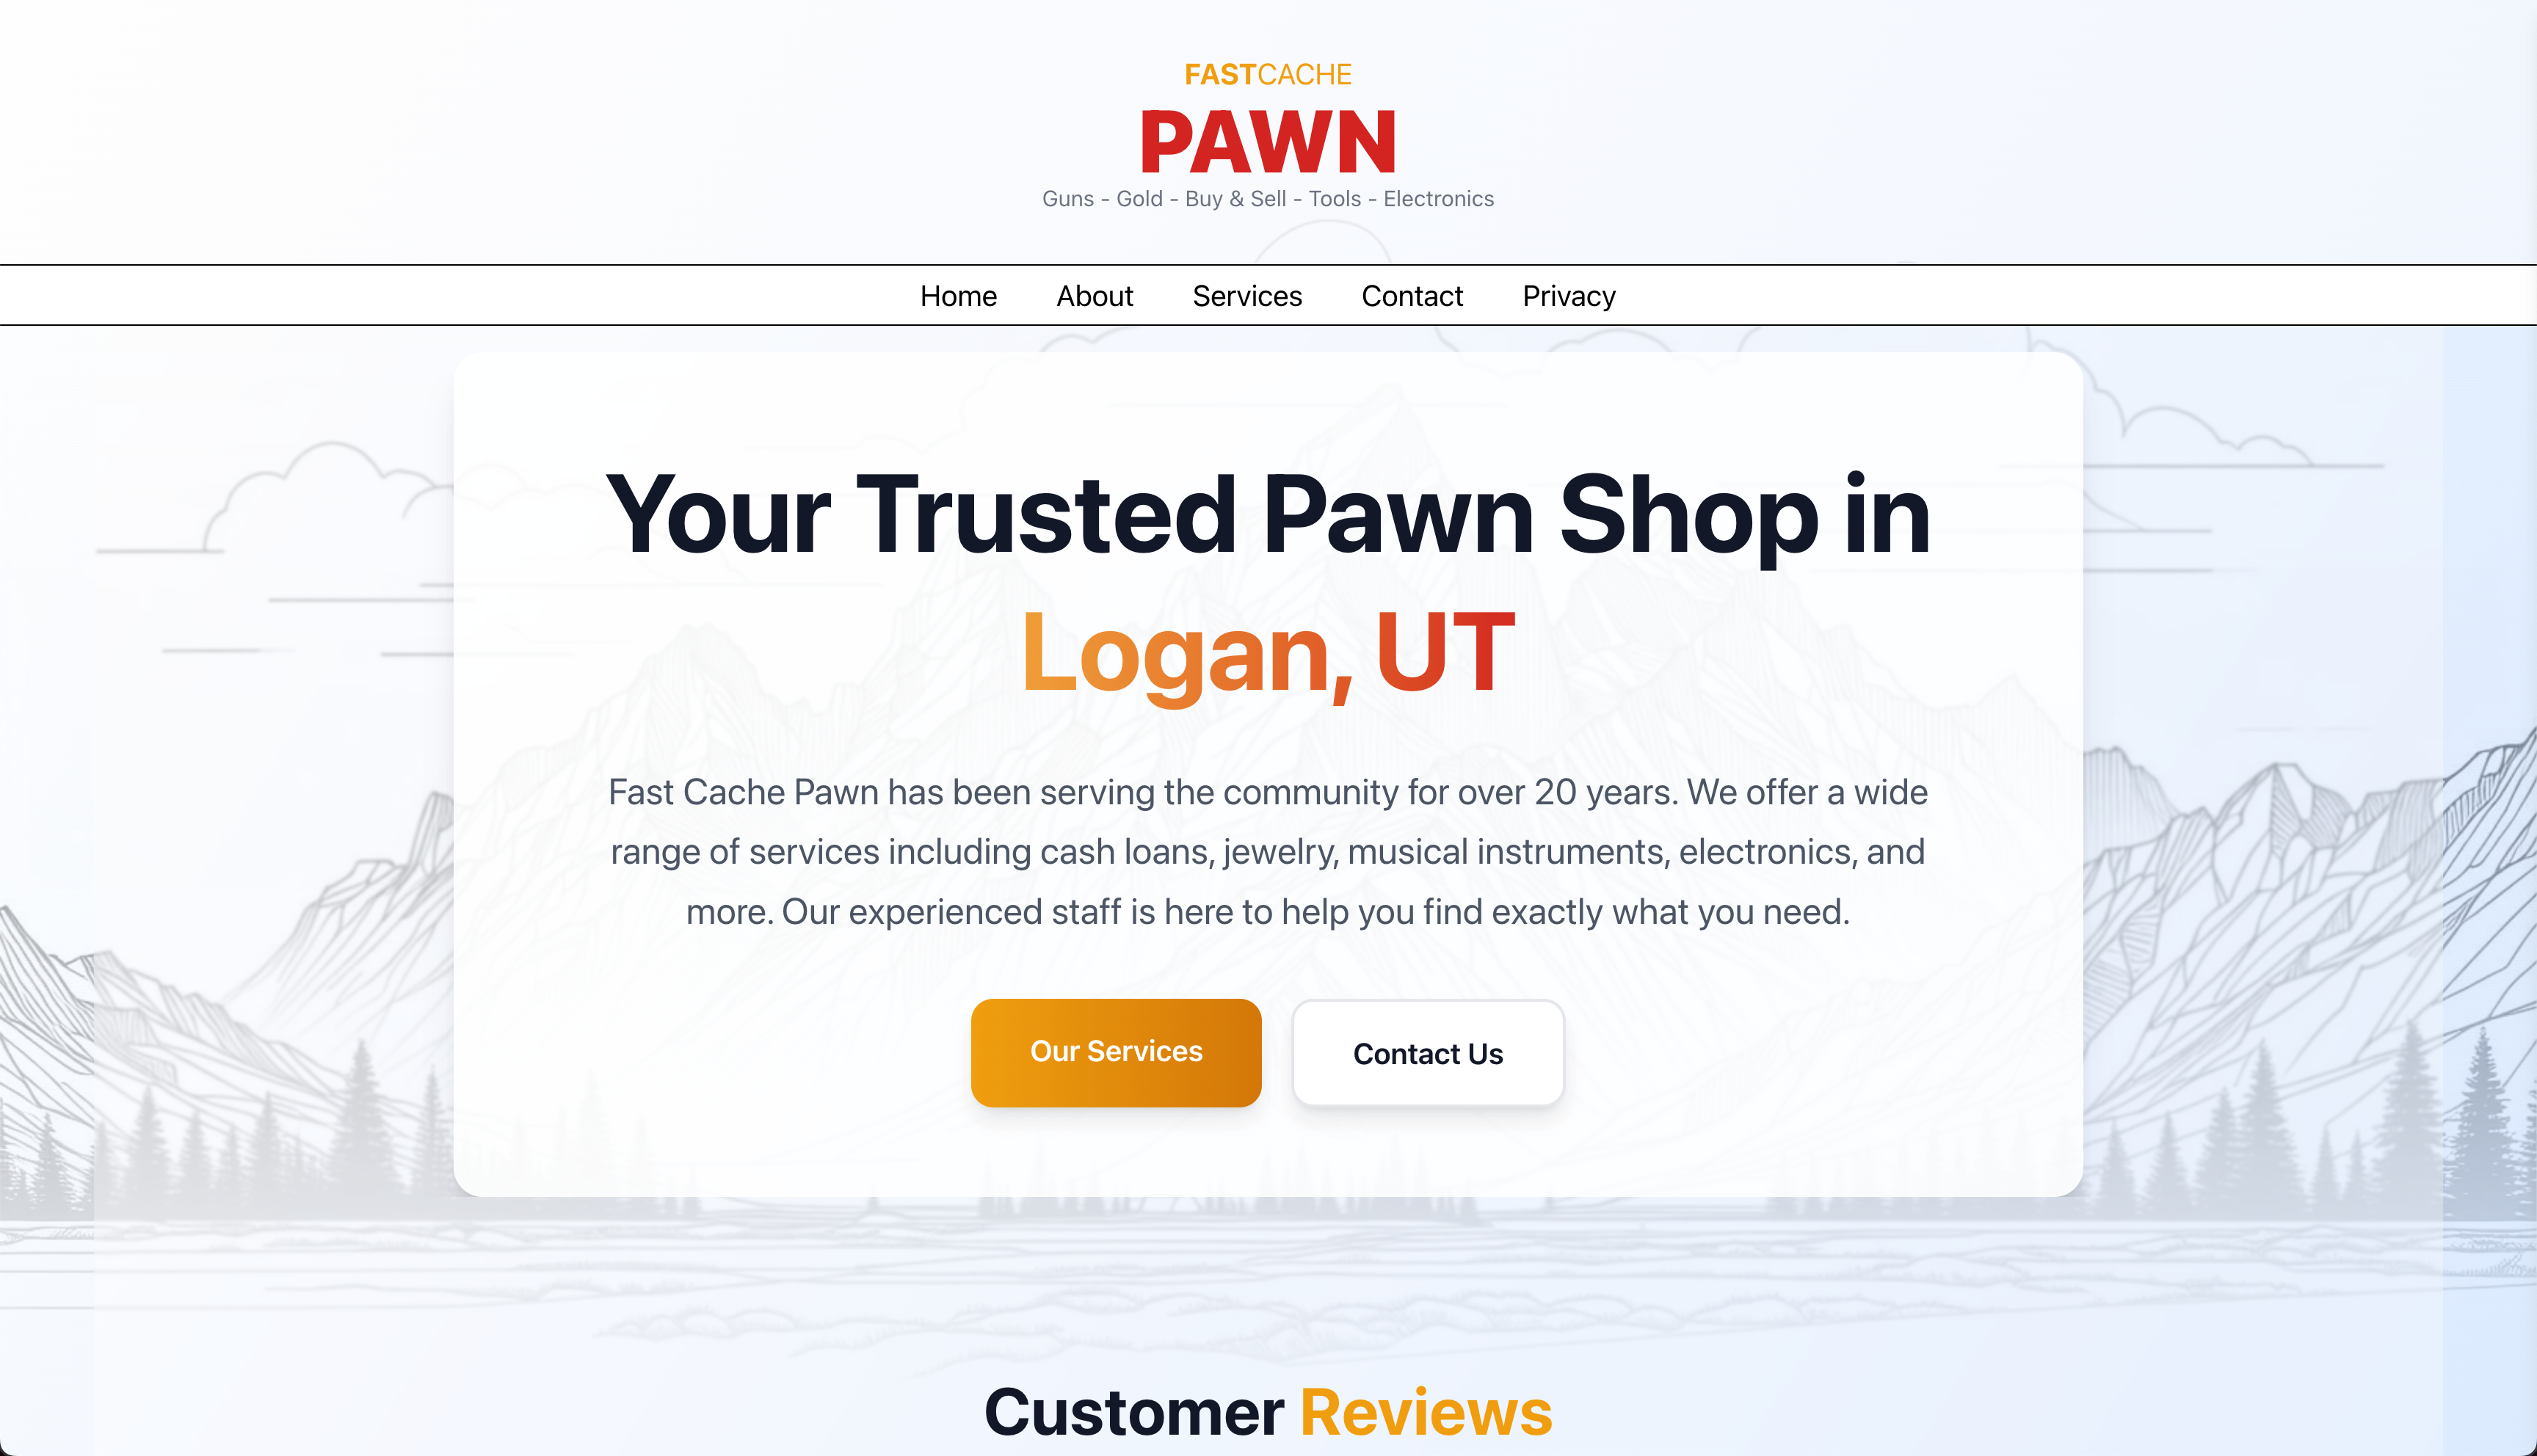 FASTCACHE
PAWN
Guns - Gold - Buy & Sell - Tools - Electronics
Home About Services Contact Privacy
Your Trusted Pawn Shop in
Logan, UT
Fast Cache Pawn has been serving the community for over 20 years. We offer a wide
range of services including cash loans, jewelry, musical instruments, electronics, and
more. Our experienced staff is here to help you find exactly what you need.
Our Services Contact Us
Customer Reviews